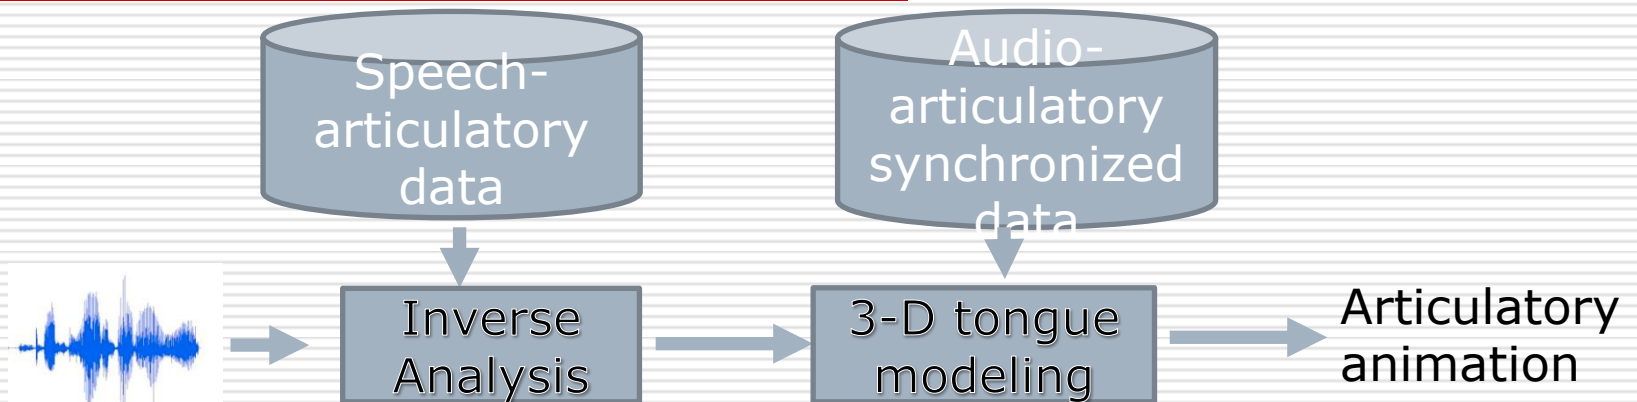 Speech-
articulatory
data
Audio-
articulatory
synchronized
data
Inverse
Analysis
3-D tongue
modeling
Articulatory
animation